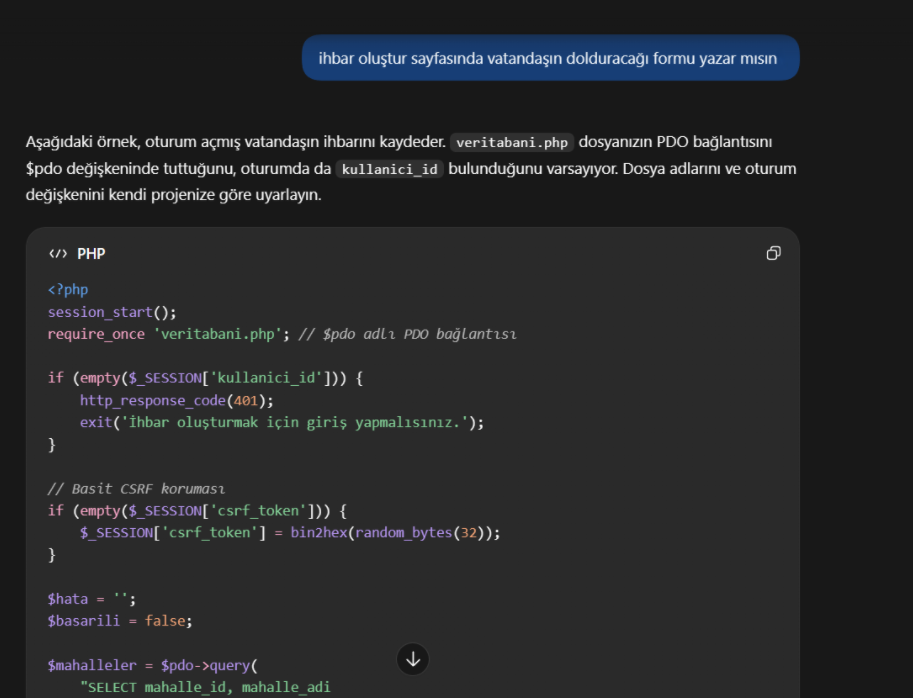 ihbar oluştur sayfasında vatandaşın dolduracağı formu yazar mısın
Aşağıdaki örnek, oturum açmış vatandaşın ihbarını kaydeder. veritabani.php dosyanızın PDO bağlantısını
$pdo değişkeninde tuttuğunu, oturumda da kullanici_id bulunduğunu varsayıyor. Dosya adlarını ve oturum
değişkenini kendi projenize göre uyarlayın.
</> PHP
<?php
session_start();
require_once 'veritabani.php'; // $pdo adlı PDO bağlantısı
if (empty($_SESSION['kullanici_id'])) {
    http_response_code(401);
    exit('İhbar oluşturmak için giriş yapmalısınız.');
}
// Basit CSRF koruması
if (empty($_SESSION['csrf_token'])) {
    $_SESSION['csrf_token'] = bin2hex(random_bytes(32));
}
$hata = '';
$basarili = false;
$mahalleler = $pdo->query(
    "SELECT mahalle_id, mahalle_adi